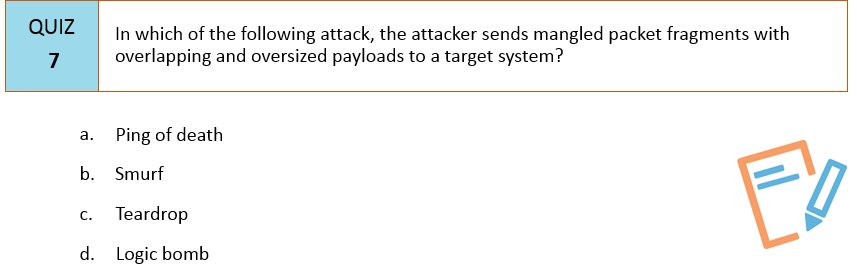 QUIZ
7
In which of the following attack, the attacker sends mangled packet fragments with
overlapping and oversized payloads to a target system?
a. Ping of death
b. Smurf
c. Teardrop
d. Logic bomb